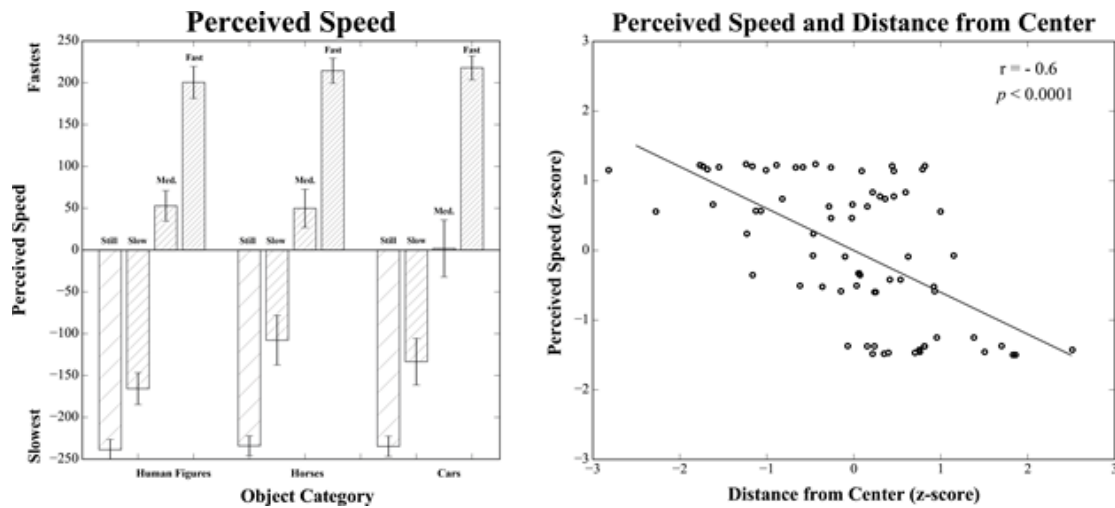 Perceived Speed
Fastest
Perceived Speed
Slowest
250
200
150
100
50
0
−50
−100
−150
−200
−250
Still
Slow
Med.
Fast
Still
Slow
Med.
Fast
Still
Slow
Med.
Fast
Human Figures
Horses
Cars
Object Category
Perceived Speed and Distance from Center
r = - 0.6
p < 0.0001
Perceived Speed (z-score)
3
2
1
0
−1
−2
−3
−3
−2
−1
0
1
2
3
Distance from Center (z-score)